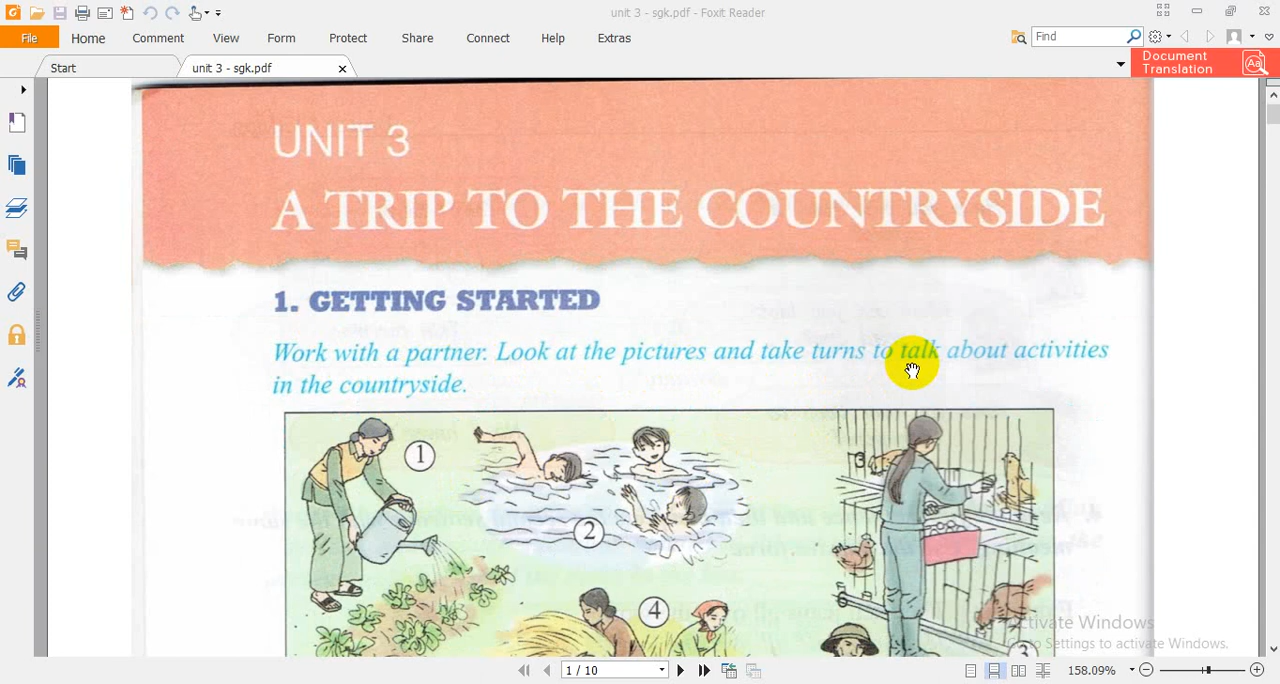 unit 3 - sgk.pdf - Foxit Reader
File Home Comment View Form Protect Share Connect Help Extras
Find
Start
unit 3 - sgk.pdf
Document
Translation
UNIT 3
A TRIP TO THE COUNTRYSIDE
1. GETTING STARTED
Work with a partner. Look at the pictures and take turns to talk about activities
in the countryside.
1
2
3
4
Activate Windows
Go to Settings to activate Windows.
1 / 10
158.09%